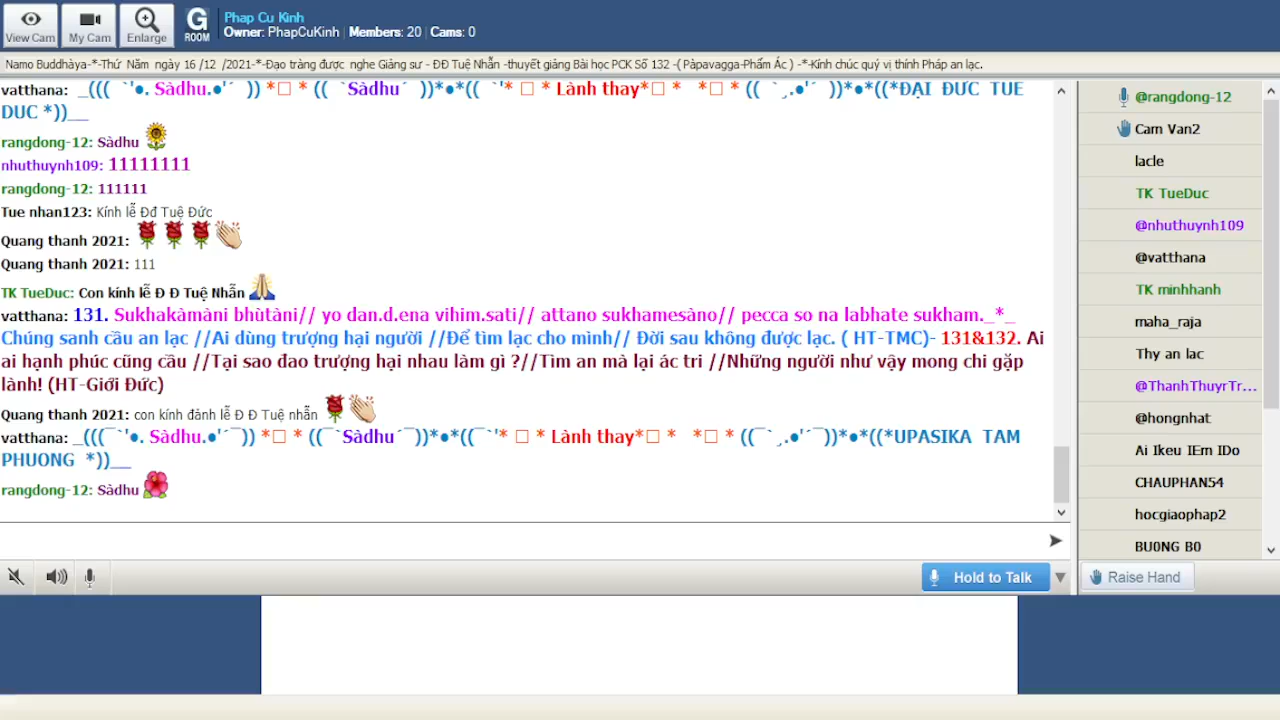 View Cam
My Cam
Enlarge
G
ROOM
Phap Cu Kinh
Owner: PhapCuKinh | Members: 20 | Cams: 0
Namo Buddhàya-*-Thứ Năm ngày 16 /12 /2021-*-Đạo tràng được nghe Giảng sư - ĐĐ Tuệ Nhẫn -thuyết giảng Bài học PCK Số 132 -( Pàpavagga-Phẩm Ác ) -*-Kính chúc quý vị thính Pháp an lạc.
vatthana: _((( `'●. Sàdhu.●'´ )) *□ * (( `Sàdhu´ ))*●*(( `'* □ * Lành thay*□ * *□ * (( `¸.●'´ ))*●*((*ĐẠI ĐỨC TUE
DUC *))__
rangdong-12: Sàdhu
nhuthuynh109: 11111111
rangdong-12: 111111
Tue nhan123: Kính lễ Đđ Tuệ Đức
Quang thanh 2021:
Quang thanh 2021: 111
TK TueDuc: Con kính lễ Đ Đ Tuệ Nhẫn
vatthana: 131. Sukhakàmàni bhùtàni// yo dan.d.ena vihim.sati// attano sukhamesàno// pecca so na labhate sukham._*_
Chúng sanh cầu an lạc //Ai dùng trượng hại người //Để tìm lạc cho mình// Đời sau không được lạc. ( HT-TMC)- 131&132. Ai
ai hạnh phúc cũng cầu //Tại sao đao trượng hại nhau làm gì ?//Tìm an mà lại ác tri //Những người như vậy mong chi gặp
lành! (HT-Giới Đức)
Quang thanh 2021: con kính đảnh lễ Đ Đ Tuệ nhẫn
vatthana: _(((¯`'●. Sàdhu.●'´¯)) *□ * ((¯`Sàdhu´¯))*●*((¯`'* □ * Lành thay*□ * *□ * ((¯`¸.●'´¯))*●*((*UPASIKA TAM
PHUONG *))__
rangdong-12: Sàdhu
Hold to Talk
@rangdong-12
Cam Van2
lacle
TK TueDuc
@nhuthuynh109
@vatthana
TK minhhanh
maha_raja
Thy an lac
@ThanhThuyrTr...
@hongnhat
Ai Ikeu IEm IDo
CHAUPHAN54
hocgiaophap2
BU0NG B0
Raise Hand